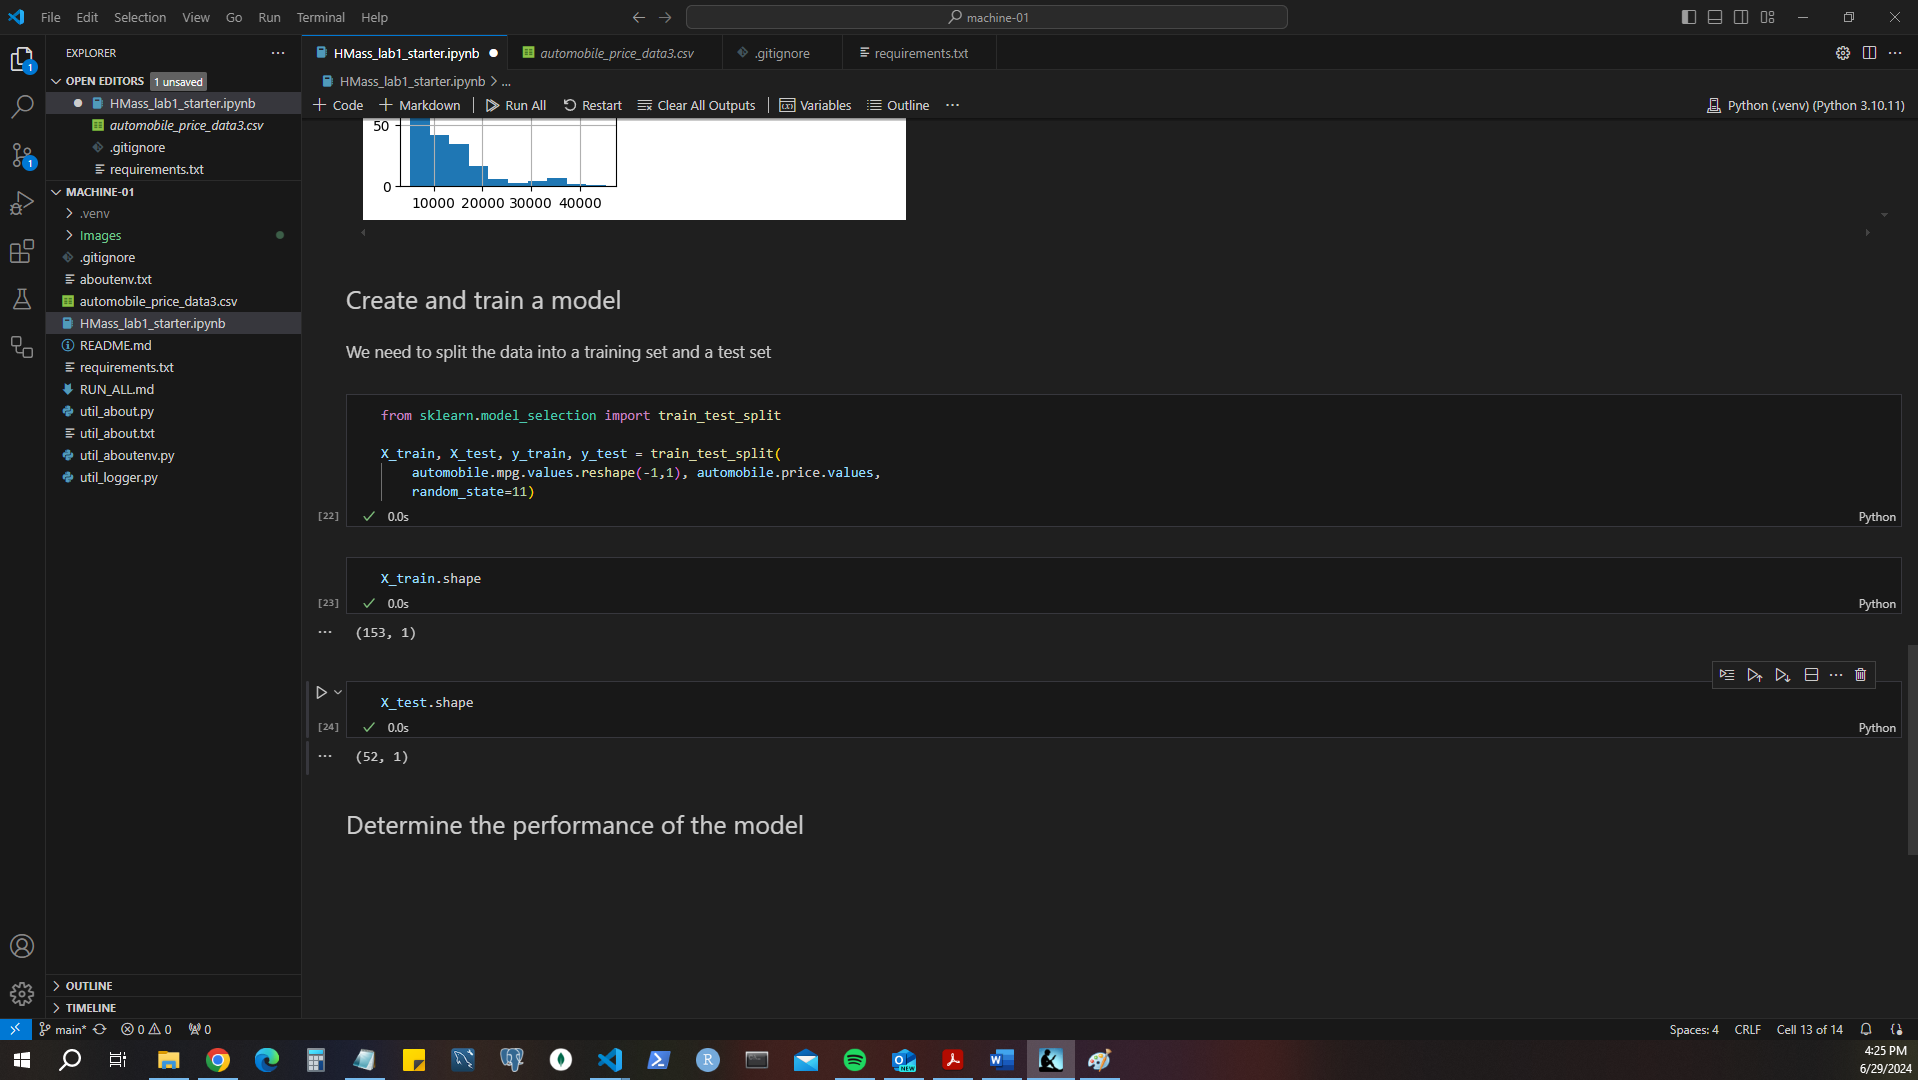 File Edit Selection View Go Run Terminal Help
machine-01
EXPLORER
OPEN EDITORS 1 unsaved
HMass_lab1_starter.ipynb
automobile_price_data3.csv
.gitignore
requirements.txt
MACHINE-01
.venv
Images
.gitignore
aboutenv.txt
automobile_price_data3.csv
HMass_lab1_starter.ipynb
README.md
requirements.txt
RUN_ALL.md
util_about.py
util_about.txt
util_aboutenv.py
util_logger.py
OUTLINE
TIMELINE
HMass_lab1_starter.ipynb automobile_price_data3.csv .gitignore requirements.txt
HMass_lab1_starter.ipynb > ...
Code Markdown Run All Restart Clear All Outputs Variables Outline ... Python (.venv) (Python 3.10.11)
50
0
10000 20000 30000 40000
Create and train a model
We need to split the data into a training set and a test set
from sklearn.model_selection import train_test_split
X_train, X_test, y_train, y_test = train_test_split(
automobile.mpg.values.reshape(-1,1), automobile.price.values,
random_state=11)
[22] 0.0s Python
X_train.shape
[23] 0.0s Python
(153, 1)
X_test.shape
[24] 0.0s Python
(52, 1)
Determine the performance of the model
main* 0 0 0 Spaces: 4 CRLF Cell 13 of 14
4:25 PM
6/29/2024